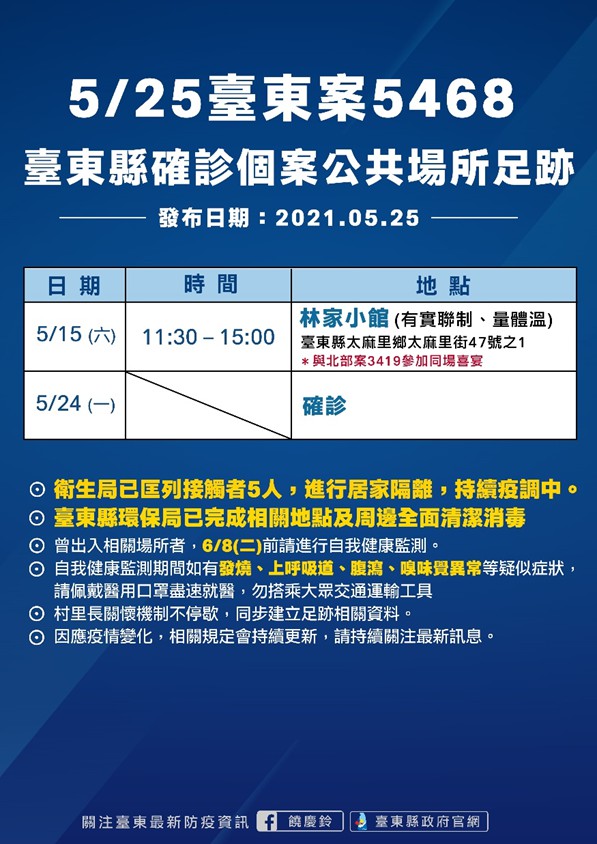 5/25臺東案5468
臺東縣確診個案公共場所足跡
發布日期：2021.05.25
日 期 時 間 地 點
5/15 (六) 11:30 – 15:00 林家小館 (有實聯制、量體溫)
臺東縣太麻里鄉太麻里街47號之1
＊與北部案3419參加同場喜宴
5/24 (一) 確診
⊙ 衛生局已匡列接觸者5人，進行居家隔離，持續疫調中。
⊙ 臺東縣環保局已完成相關地點及周邊全面清潔消毒
⊙ 曾出入相關場所者，6/8(二)前請進行自我健康監測。
⊙ 自我健康監測期間如有發燒、上呼吸道、腹瀉、嗅味覺異常等疑似症狀，
請佩戴醫用口罩盡速就醫，勿搭乘大眾交通運輸工具
⊙ 村里長關懷機制不停歇，同步建立足跡相關資料。
⊙ 因應疫情變化，相關規定會持續更新，請持續關注最新訊息。
關注臺東最新防疫資訊 f 饒慶鈴 臺東縣政府官網